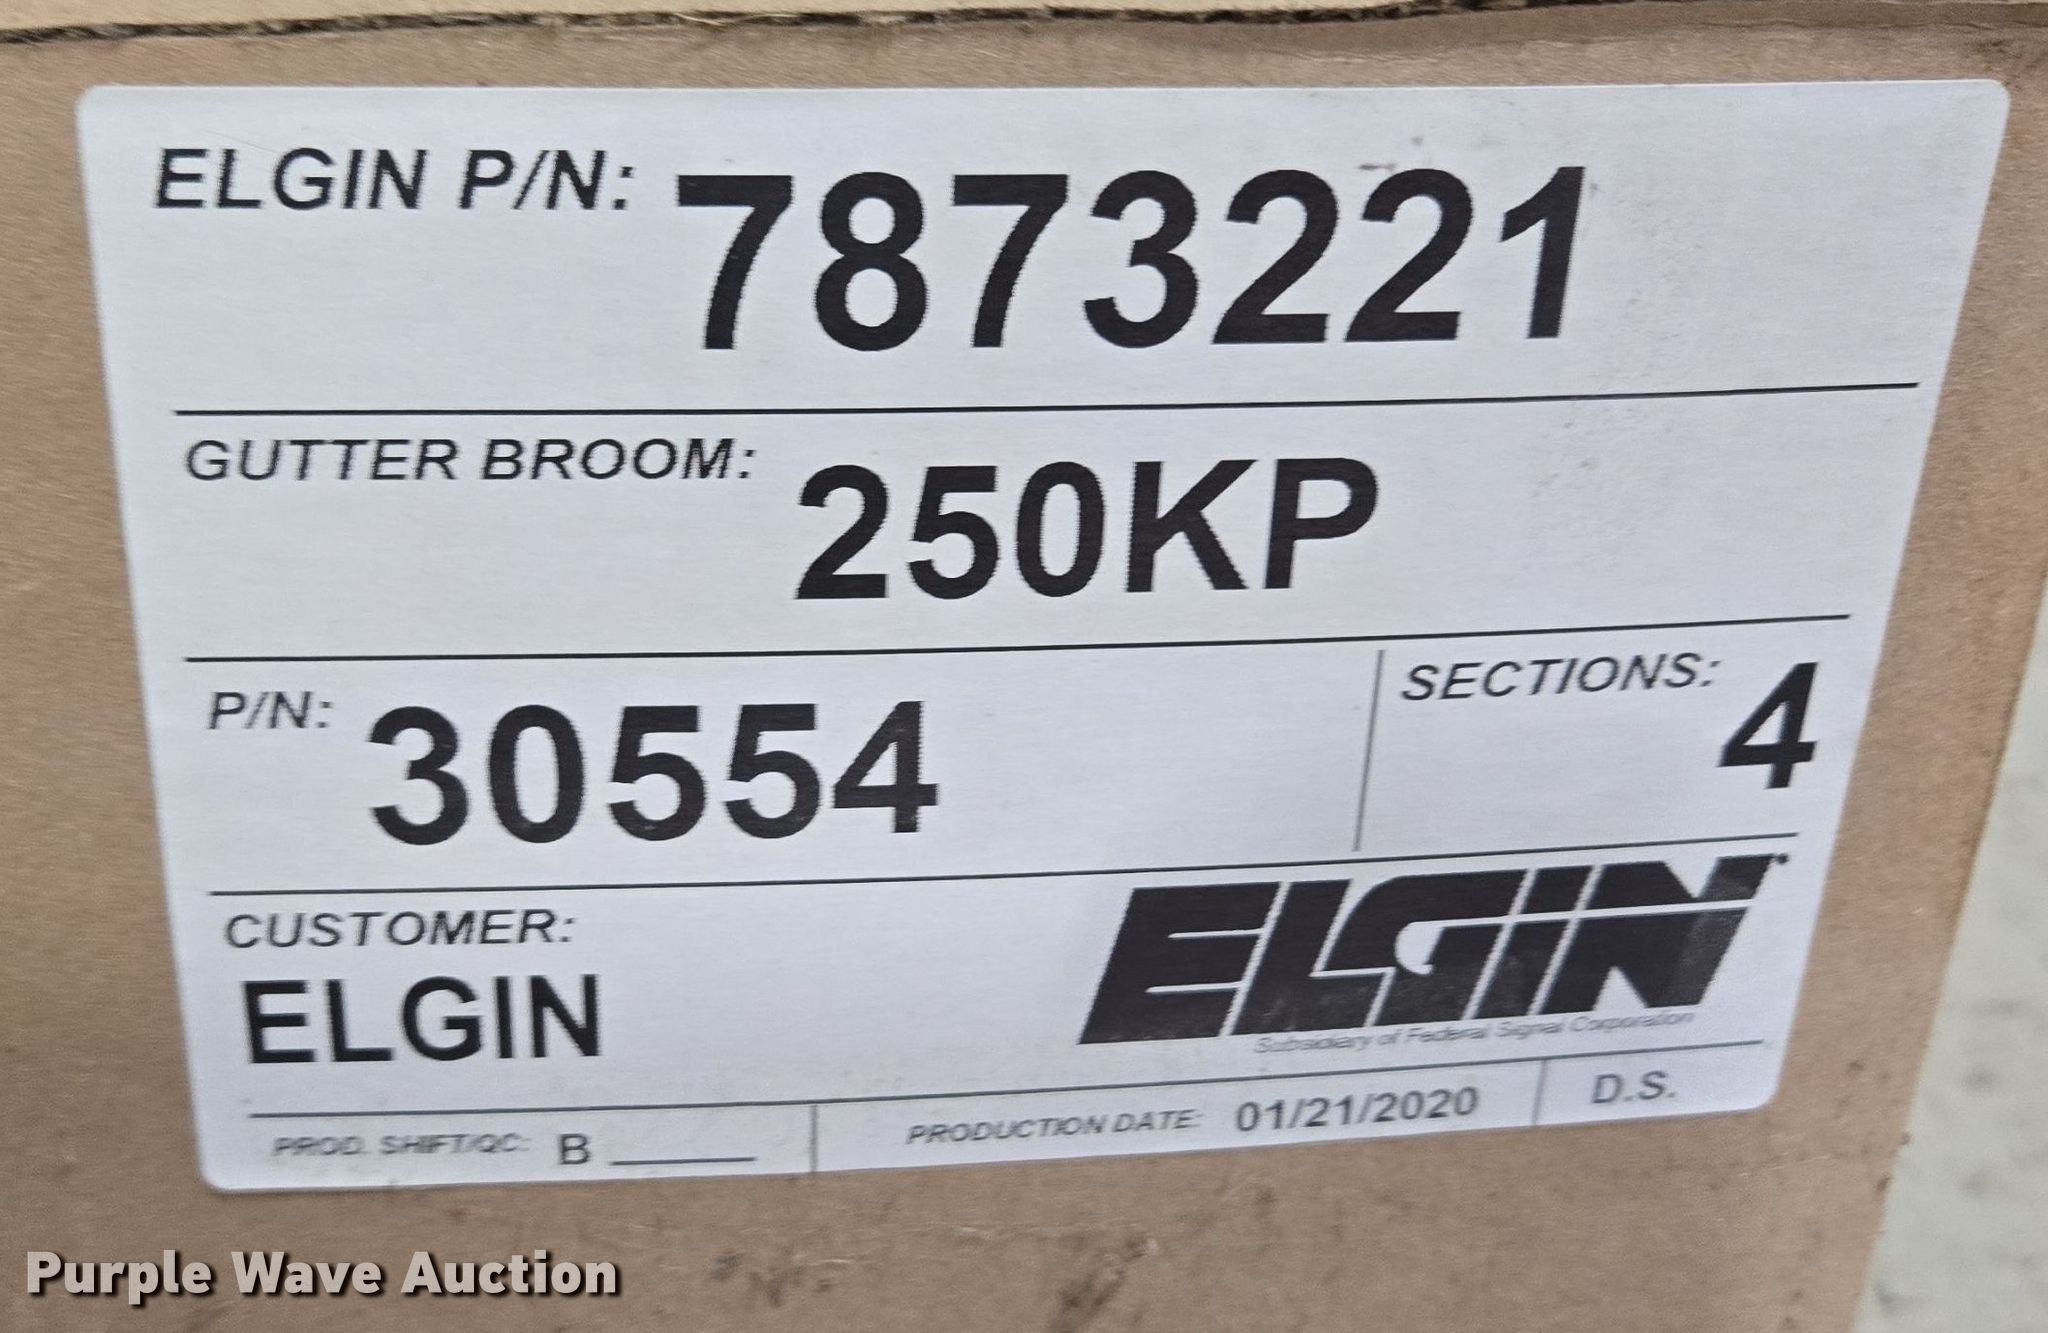 ELGIN P/N: 7873221
GUTTER BROOM: 250KP
P/N: 30554
SECTIONS: 4
CUSTOMER:
ELGIN
ELGIN
Subsidiary of Federal Signal Corporation
PROD. SHIFT/QC: B
PRODUCTION DATE: 01/21/2020
D.S.
Purple Wave Auction